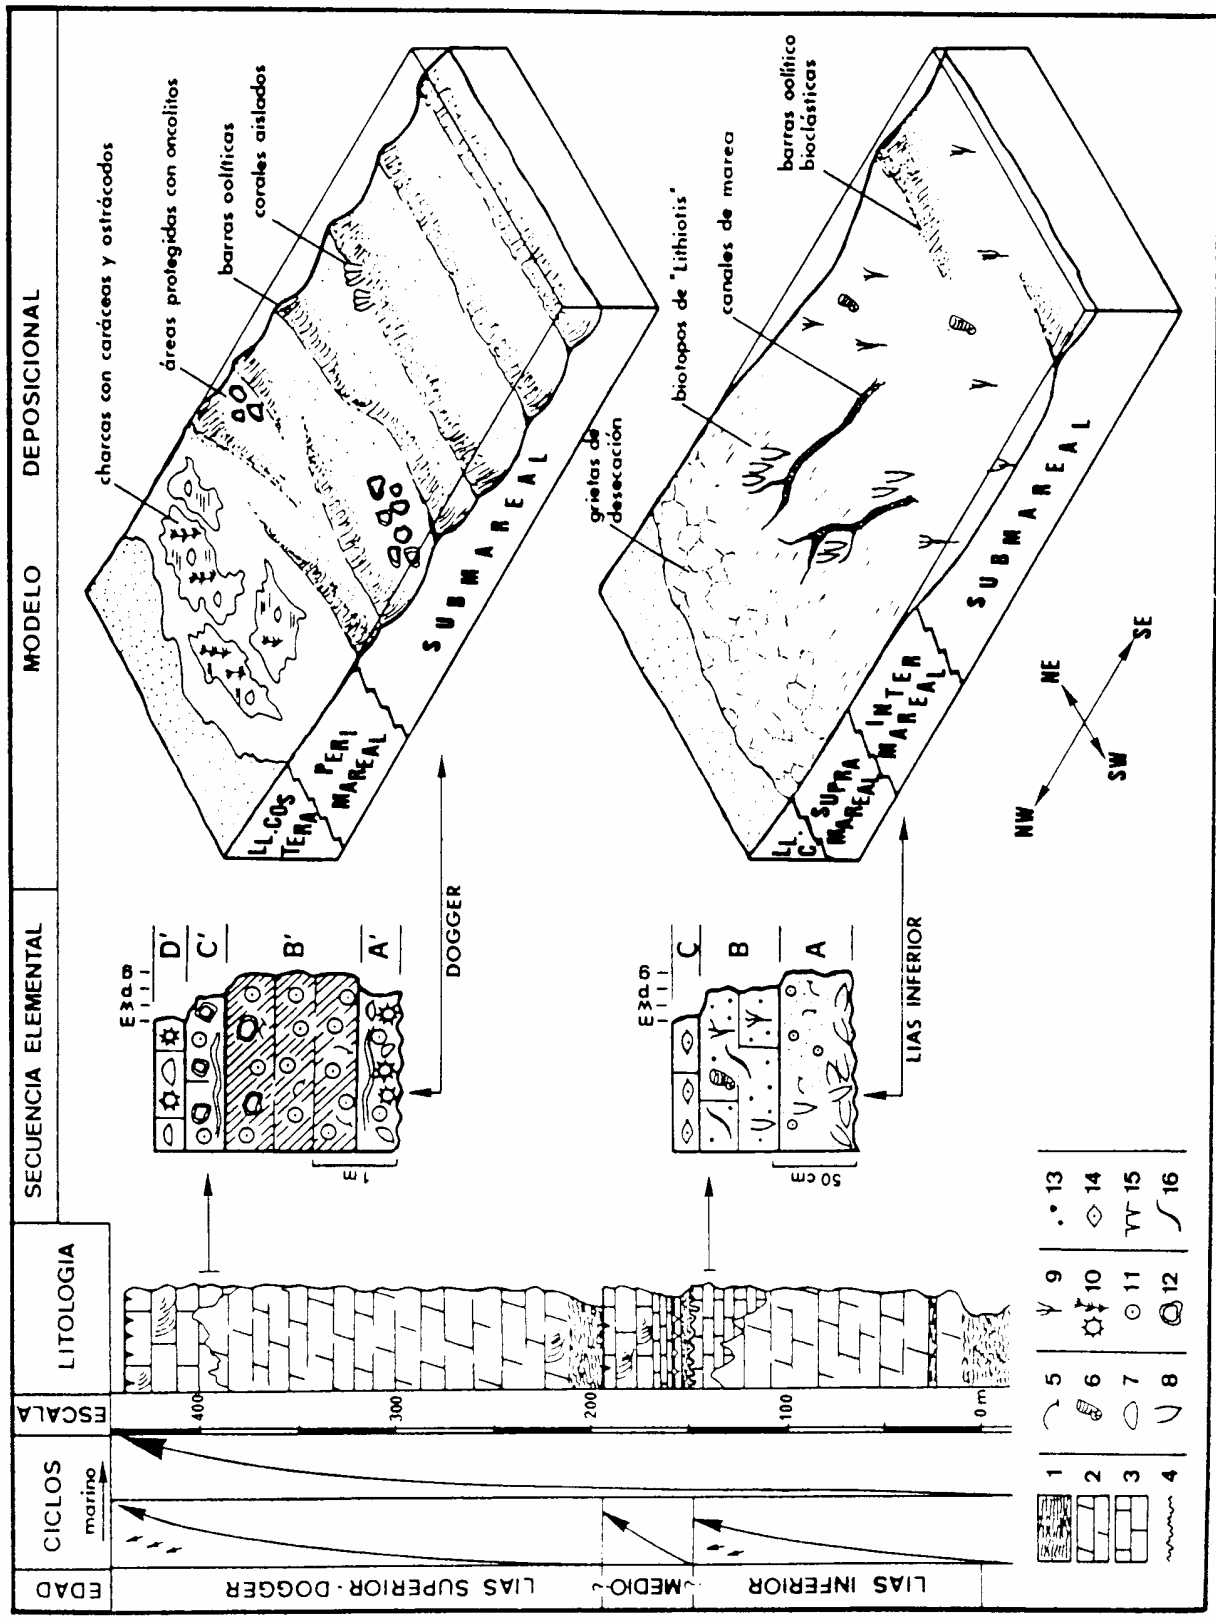 EDAD
CICLOS
marino
ESCALA
LITOLOGIA
SECUENCIA ELEMENTAL
MODELO DEPOSICIONAL
LIAS SUPERIOR - DOGGER
~MEDIO~
LIAS INFERIOR
400
300
200
100
0 m
D'
C'
B'
A'
1 m
DOGGER
C
B
A
50 cm
LIAS INFERIOR
charcas con caráceas y ostrácodos
áreas protegidas con oncolitos
barras oolíticas
corales aislados
LL.COS
TERA
PERI
MAREAL
SUBMAREAL
grietas de
desecación
biotopos de "Lithiotis"
canales de marea
barras oolítico
bioclásticas
LL.
C.
SUPRA
MAREAL
INTER
MAREAL
SUBMAREAL
NW
NE
SW
SE
1
2
3
4
5
6
7
8
9
10
11
12
13
14
15
16